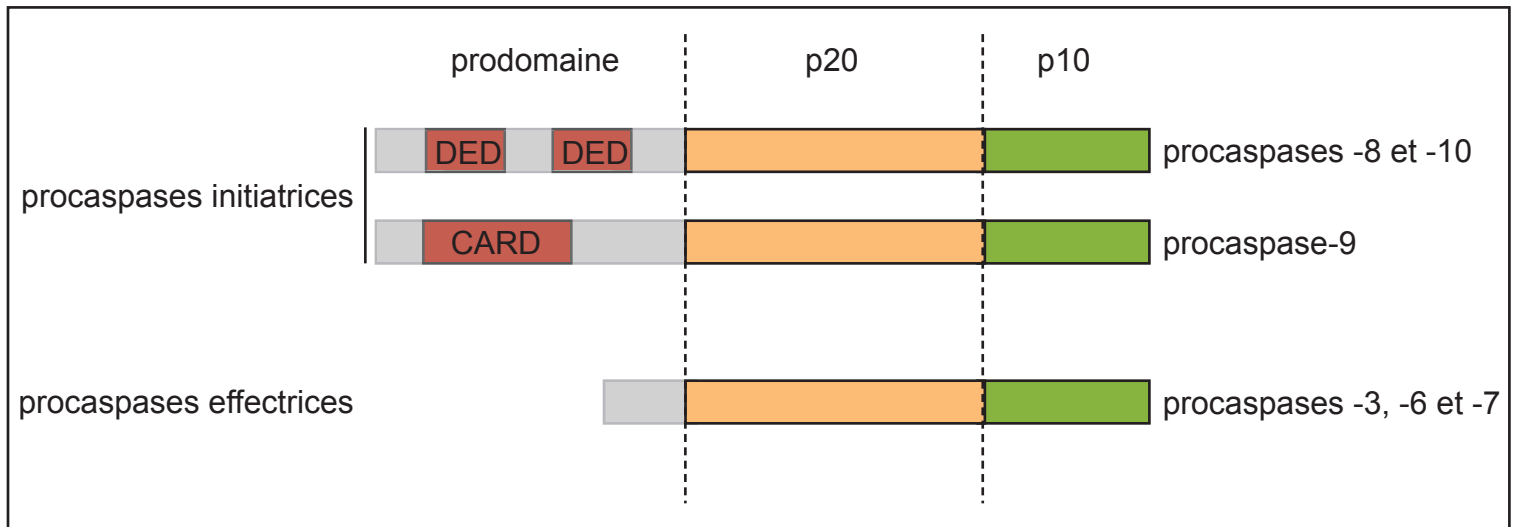 prodomaine p20 p10
procaspases initiatrices
DED DED procaspases -8 et -10
CARD procaspase-9
procaspases effectrices procaspases -3, -6 et -7